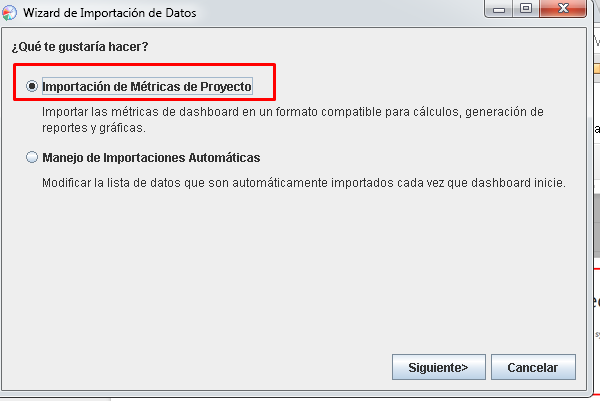 Wizard de Importación de Datos
¿Qué te gustaría hacer?
Importación de Métricas de Proyecto
Importar las métricas de dashboard en un formato compatible para cálculos, generación de
reportes y gráficas.
Manejo de Importaciones Automáticas
Modificar la lista de datos que son automáticamente importados cada vez que dashboard inicie.
Siguiente>
Cancelar